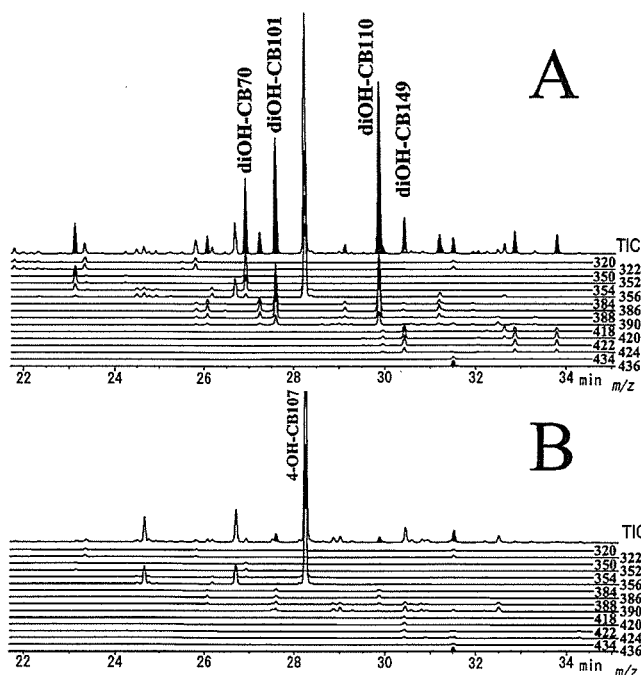 A
diOH-CB70
diOH-CB101
diOH-CB110
diOH-CB149
TIC
320
322
350
352
354
356
384
386
388
390
418
420
422
424
434
436
22 24 26 28 30 32 34 min m/z
B
4-OH-CB107
TIC
320
322
350
352
354
356
384
386
388
390
418
420
422
424
434
436
22 24 26 28 30 32 34 min m/z